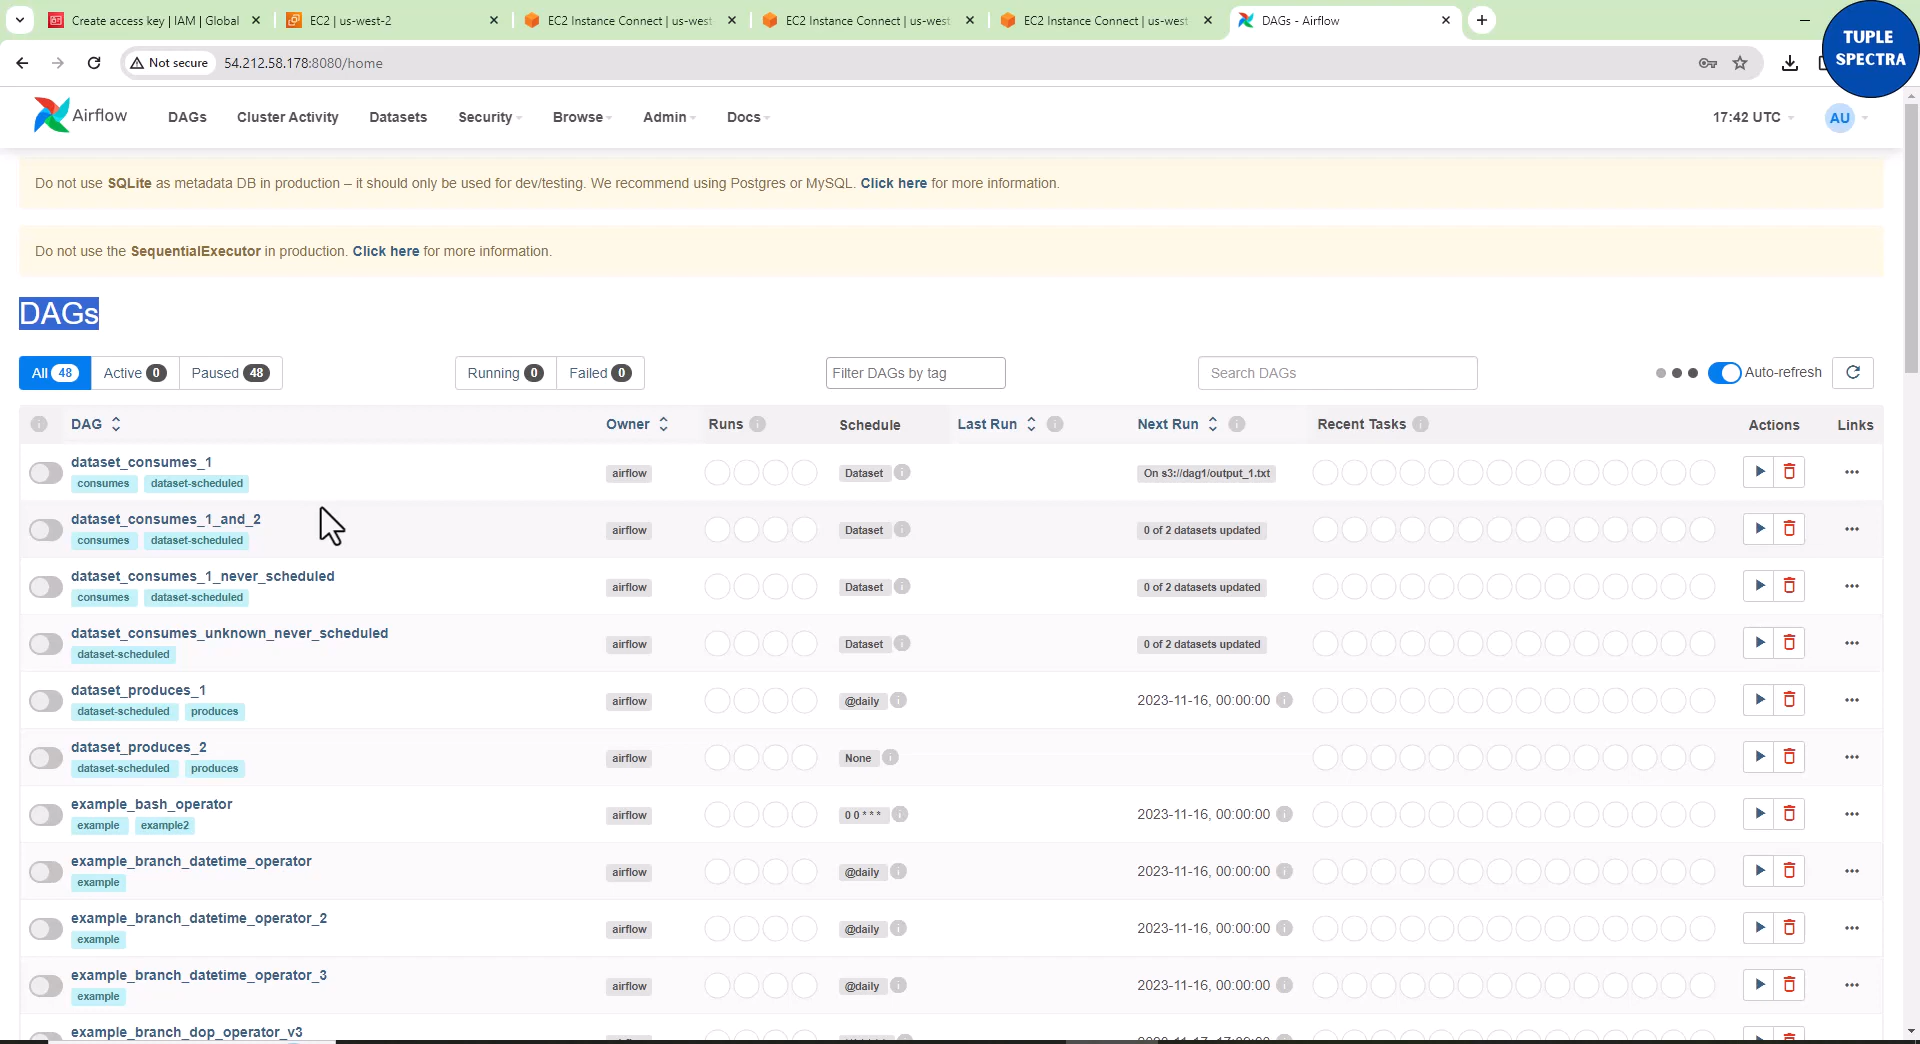 Create access key | IAM | Global
EC2 | us-west-2
EC2 Instance Connect | us-west-
EC2 Instance Connect | us-west
EC2 Instance Connect | us-west
DAGs - Airflow
TUPLE
SPECTRA
Not secure 54.212.58.178:8080/home
Airflow DAGs Cluster Activity Datasets Security Browse Admin Docs 17:42 UTC AU
Do not use SQLite as metadata DB in production – it should only be used for dev/testing. We recommend using Postgres or MySQL. Click here for more information.
Do not use the SequentialExecutor in production. Click here for more information.
DAGs
All 48 Active 0 Paused 48 Running 0 Failed 0 Filter DAGs by tag Search DAGs Auto-refresh
DAG Owner Runs Schedule Last Run Next Run Recent Tasks Actions Links
dataset_consumes_1
consumes dataset-scheduled
airflow Dataset On s3://dag1/output_1.txt
dataset_consumes_1_and_2
consumes dataset-scheduled
airflow Dataset 0 of 2 datasets updated
dataset_consumes_1_never_scheduled
consumes dataset-scheduled
airflow Dataset 0 of 2 datasets updated
dataset_consumes_unknown_never_scheduled
dataset-scheduled
airflow Dataset 0 of 2 datasets updated
dataset_produces_1
dataset-scheduled produces
airflow @daily 2023-11-16, 00:00:00
dataset_produces_2
dataset-scheduled produces
airflow None
example_bash_operator
example example2
airflow 0 0 * * * 2023-11-16, 00:00:00
example_branch_datetime_operator
example
airflow @daily 2023-11-16, 00:00:00
example_branch_datetime_operator_2
example
airflow @daily 2023-11-16, 00:00:00
example_branch_datetime_operator_3
example
airflow @daily 2023-11-16, 00:00:00
example_branch_dop_operator_v3